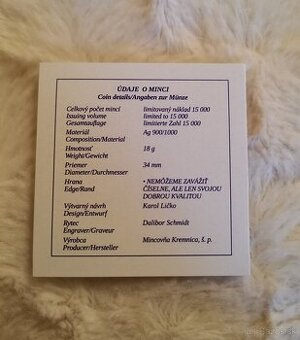 ÚDAJE O MINCI
Coin details/Angaben zur Münze
Celkový počet mincí limitovaný náklad 15 000
Issuing volume limited to 15 000
Gesamtauflage limitierte Zahl 15 000
Materiál Ag 900/1000
Composition/Material
Hmotnosť 18 g
Weight/Gewicht
Priemer 34 mm
Diameter/Durchmesser
Hrana • NEMÔŽEME ZAVÁŽIŤ
Edge/Rand ČÍSELNE, ALE LEN SVOJOU
DOBROU KVALITOU
Výtvarný návrh Karol Ličko
Design/Entwurf
Rytec Dalibor Schmidt
Engraver/Graveur
Výrobca Mincovňa Kremnica, š. p.
Producer/Hersteller